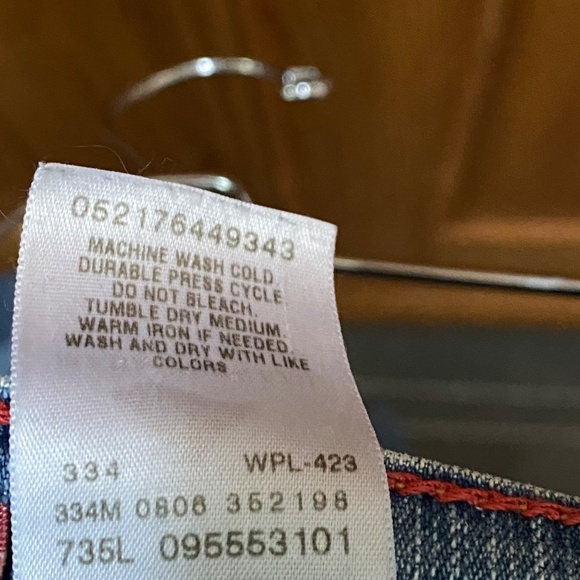 052176449343
MACHINE WASH COLD.
DURABLE PRESS CYCLE.
DO NOT BLEACH.
TUMBLE DRY MEDIUM.
WARM IRON IF NEEDED.
WASH AND DRY WITH LIKE
COLORS
334 WPL-423
334M 0806 352198
735L 095553101